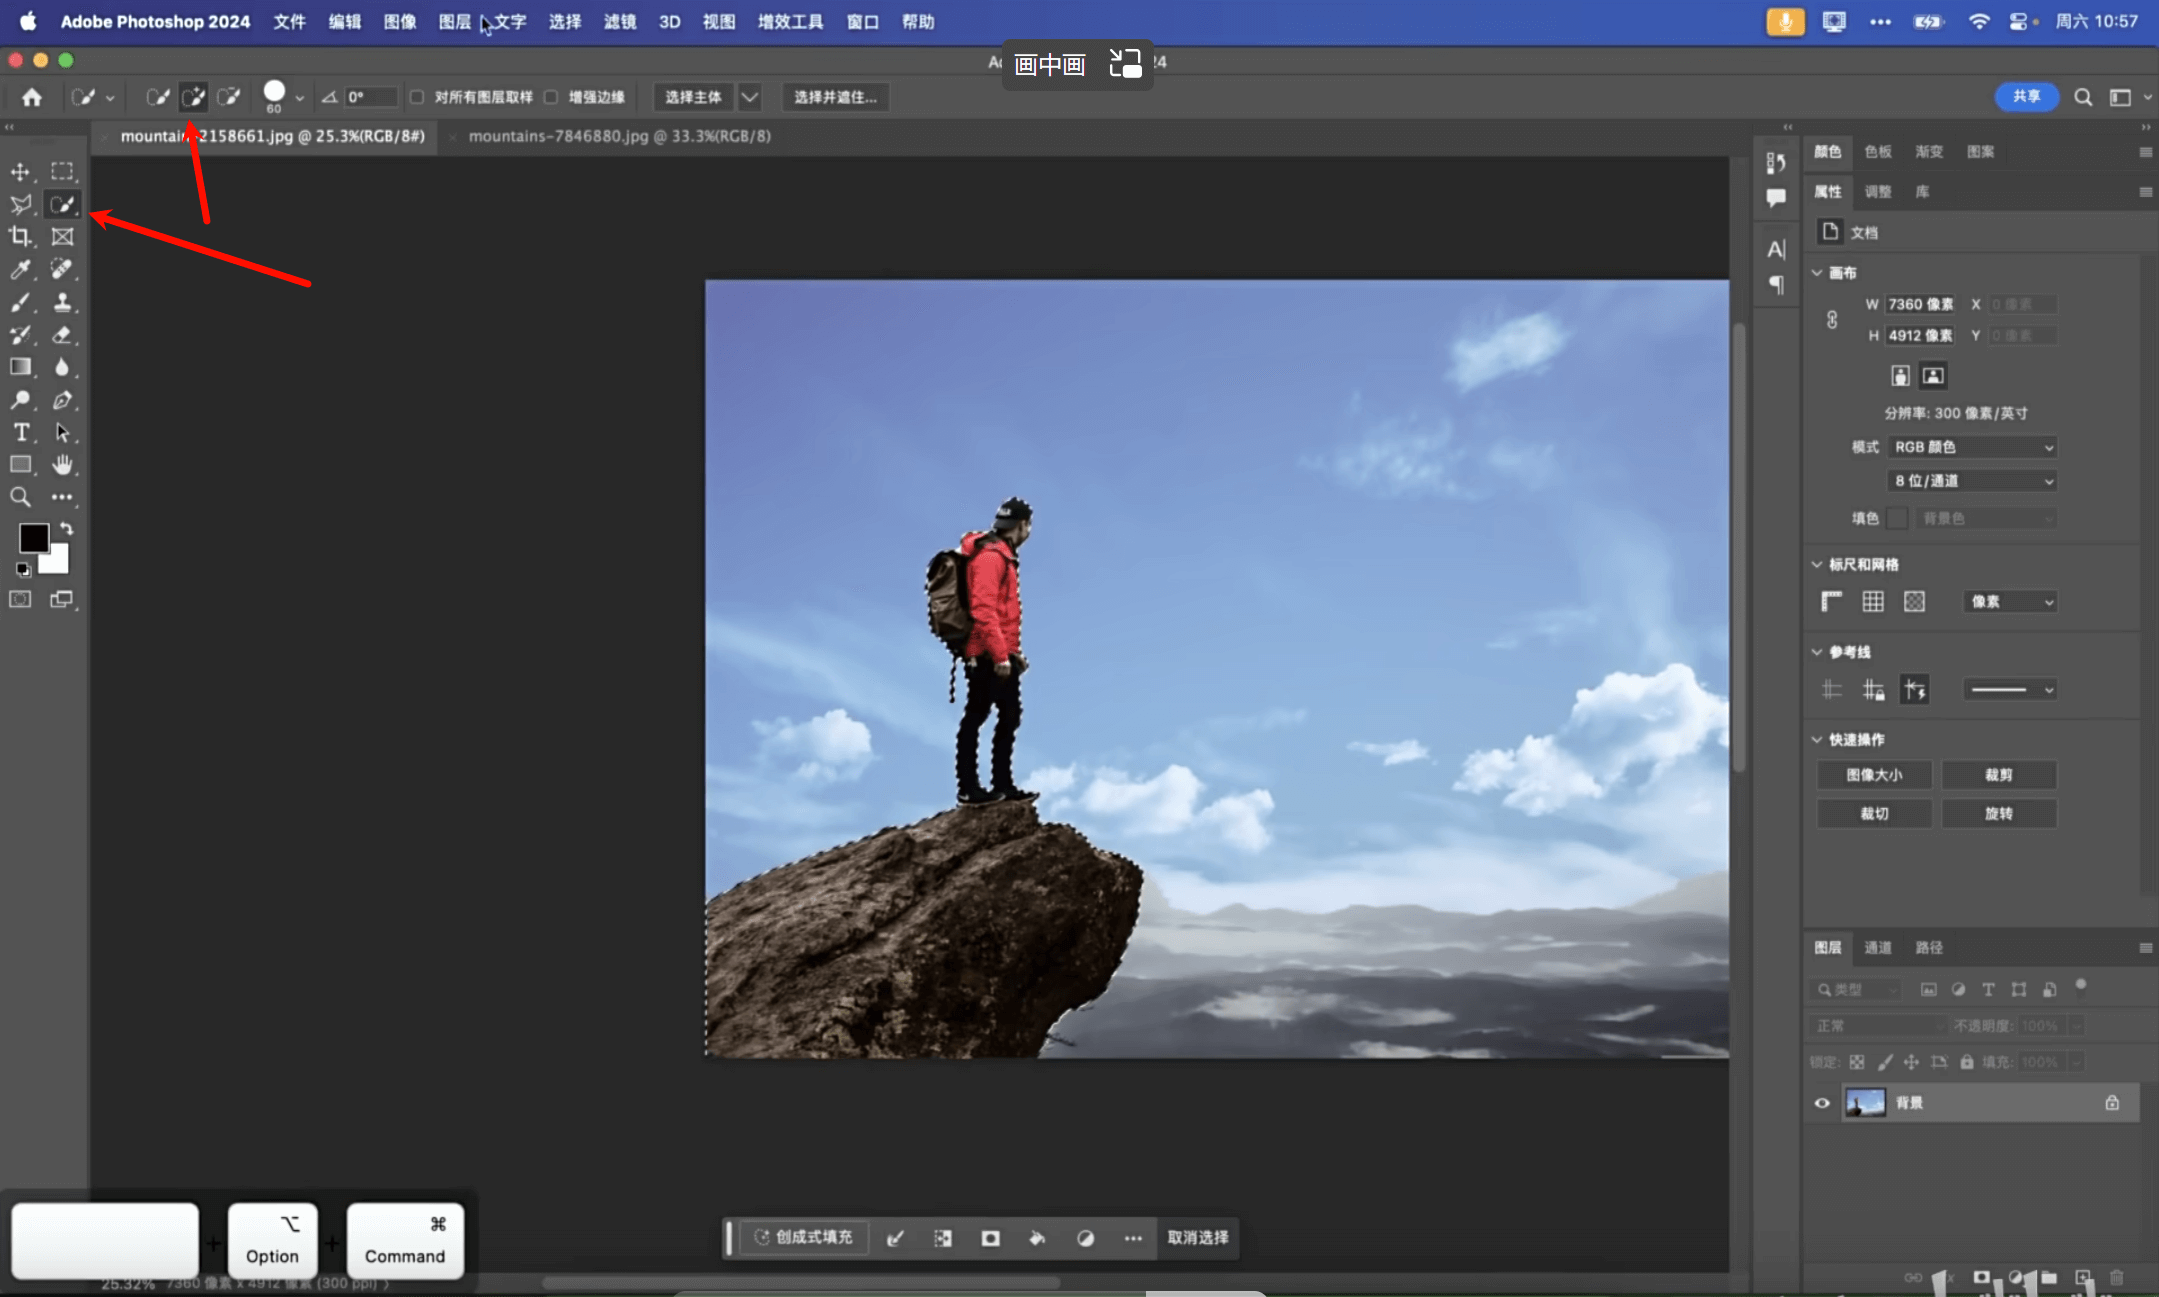 Adobe Photoshop 2024 文件 编辑 图像 图层 文字 选择 滤镜 3D 视图 增效工具 窗口 帮助 周六 10:57
画中画 24
60 0° 对所有图层取样 增强边缘 选择主体 选择并遮住... 共享
mountain-2158661.jpg @ 25.3%(RGB/8#) mountains-7846880.jpg @ 33.3%(RGB/8)
颜色 色板 渐变 图案
属性 调整 库
文档
画布
W 7360 像素 X 0 像素
H 4912 像素 Y 0 像素
分辨率: 300 像素/英寸
模式 RGB 颜色
8 位/通道
填色 背景色
标尺和网格
像素
参考线
快速操作
图像大小 裁剪
裁切 旋转
图层 通道 路径
类型
正常 不透明度: 100%
锁定: 填充: 100%
背景
创成式填充 取消选择
⌥ ⌘
+ Option + Command
25.32% 7360 像素 x 4912 像素 (300 ppi)